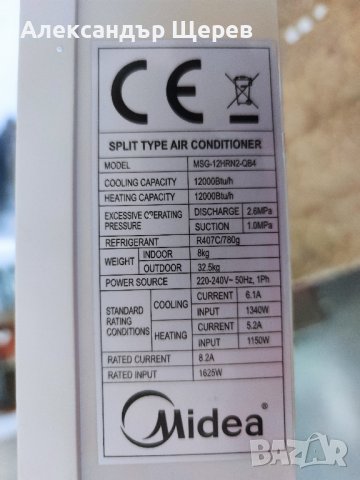 Александър Щерев
CE
SPLIT TYPE AIR CONDITIONER
MODEL MSG-12HRN2-QB4
COOLING CAPACITY 12000Btu/h
HEATING CAPACITY 12000Btu/h
EXCESSIVE OPERATING PRESSURE DISCHARGE 2.6MPa
SUCTION 1.0MPa
REFRIGERANT R407C/780g
WEIGHT INDOOR 8kg
OUTDOOR 32.5kg
POWER SOURCE 220-240V~ 50Hz, 1Ph
STANDARD RATING CONDITIONS COOLING CURRENT 6.1A
INPUT 1340W
HEATING CURRENT 5.2A
INPUT 1150W
RATED CURRENT 8.2A
RATED INPUT 1625W
Midea®
BAZAR